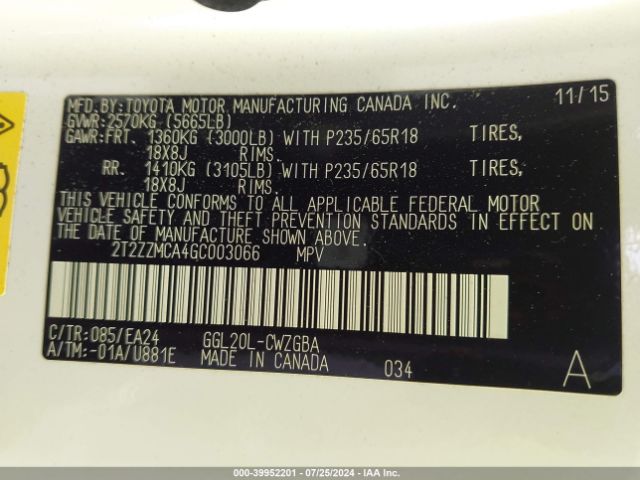 MFD.BY:TOYOTA MOTOR MANUFACTURING CANADA INC. 11/15
GVWR:2570KG (5665LB)
GAWR:FRT. 1360KG (3000LB) WITH P235/65R18 TIRES,
18X8J RIMS.
RR. 1410KG (3105LB) WITH P235/65R18 TIRES,
18X8J RIMS.
THIS VEHICLE CONFORMS TO ALL APPLICABLE FEDERAL MOTOR
VEHICLE SAFETY AND THEFT PREVENTION STANDARDS IN EFFECT ON
THE DATE OF MANUFACTURE SHOWN ABOVE.
2T2ZZMCA4GC003066 MPV
C/TR:085/EA24 GGL20L-CWZGBA
A/TM:-01A/U881E MADE IN CANADA 034 A
000-39952201 - 07/25/2024 - IAA Inc.